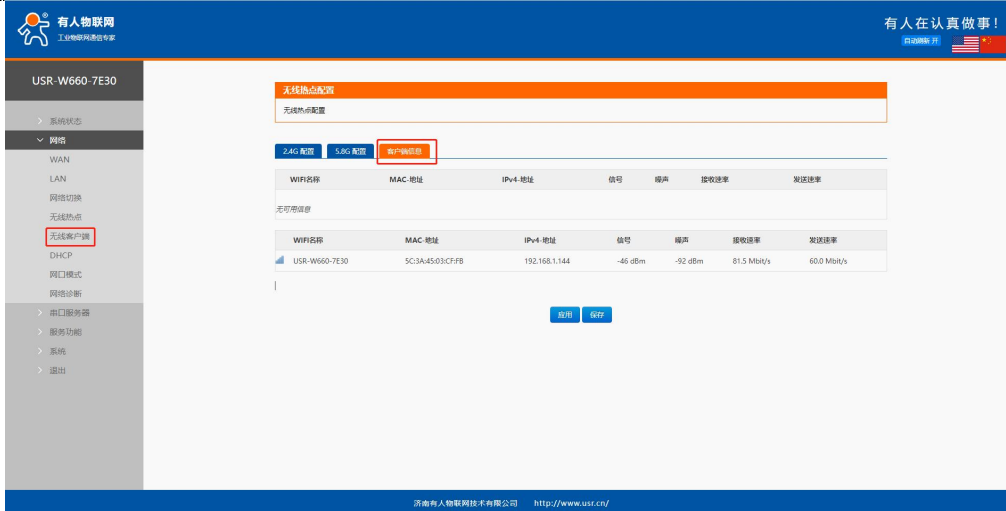 有人物联网
工业物联网通信专家
有人在认真做事!
自动刷新 开
USR-W660-7E30
系统状态
网络
WAN
LAN
网络切换
无线热点
无线客户端
DHCP
网口模式
网络诊断
串口服务器
服务功能
系统
退出
无线热点配置
无线热点配置
2.4G 配置 5.8G 配置 客户端信息
WIFI名称 MAC-地址 IPv4-地址 信号 噪声 接收速率 发送速率
无可用信息
WIFI名称 MAC-地址 IPv4-地址 信号 噪声 接收速率 发送速率
USR-W660-7E30 5C:3A:45:03:CF:FB 192.168.1.144 -46 dBm -92 dBm 81.5 Mbit/s 60.0 Mbit/s
应用 保存
济南有人物联网技术有限公司 http://www.usr.cn/